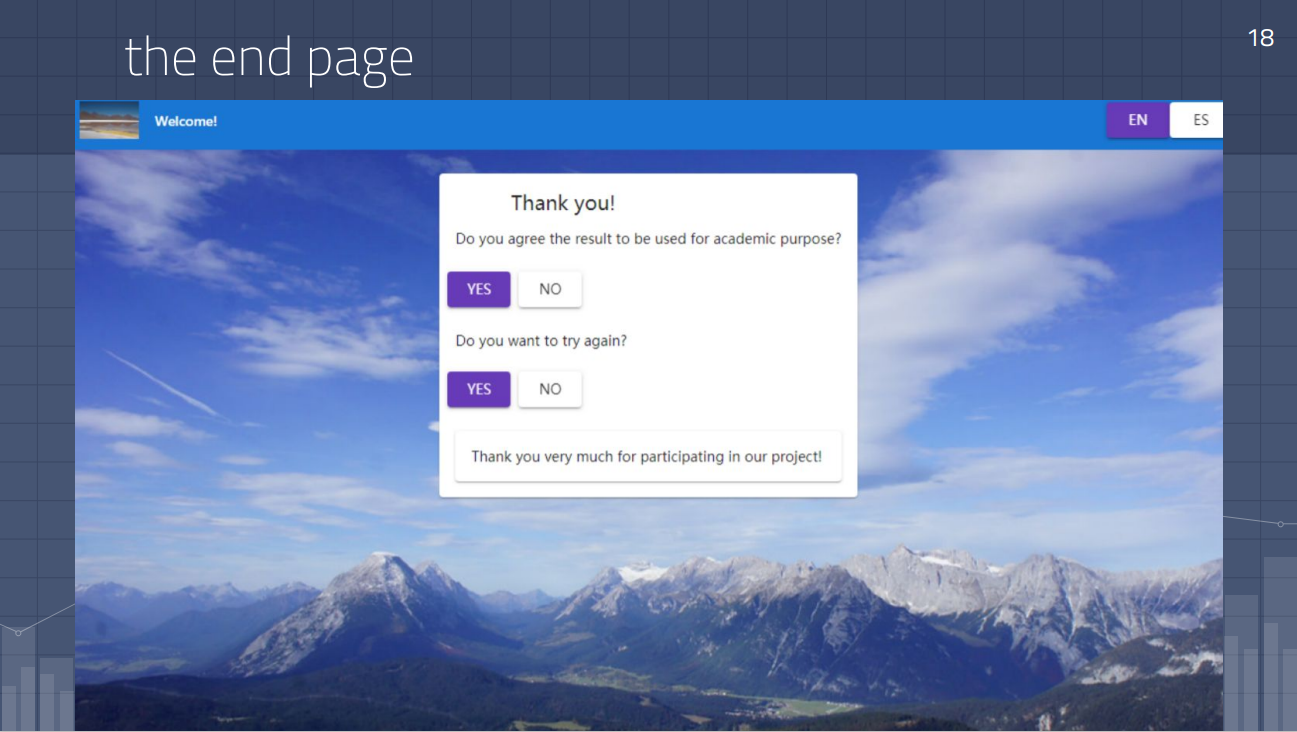 the end page
18
Welcome!
EN
ES
Thank you!
Do you agree the result to be used for academic purpose?
YES
NO
Do you want to try again?
YES
NO
Thank you very much for participating in our project!